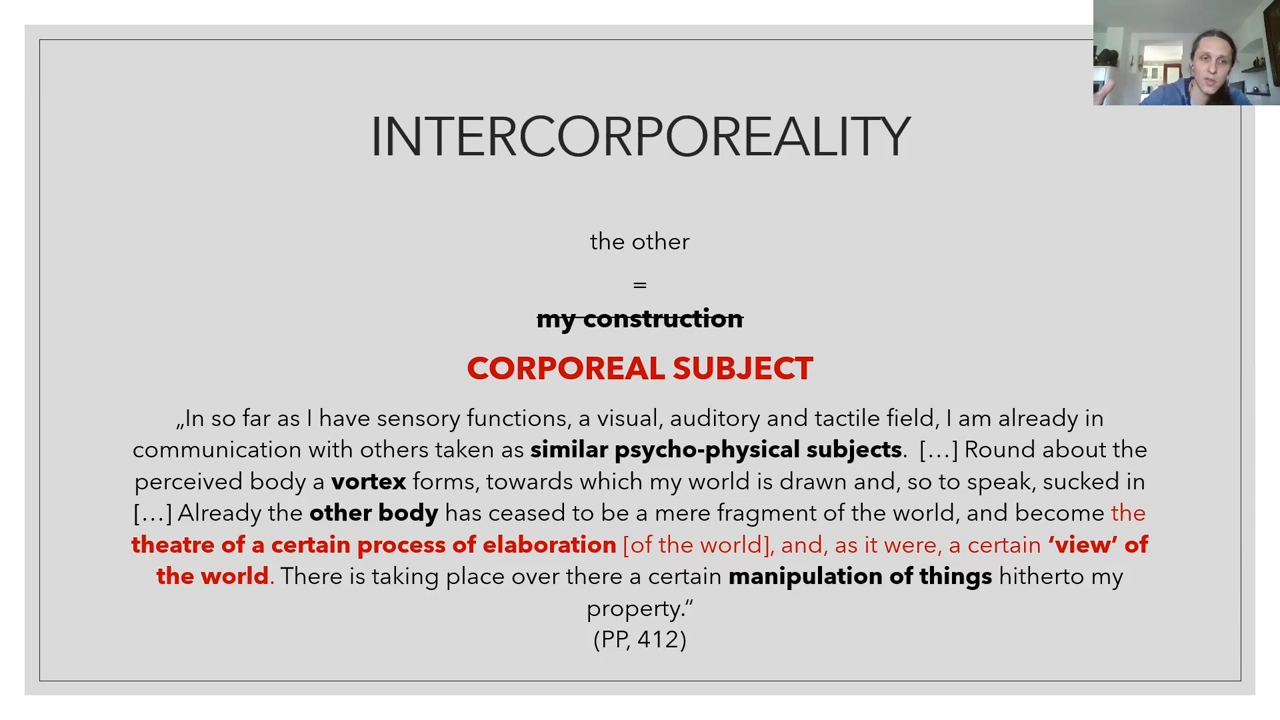 INTERCORPOREALITY
the other
=
my construction
CORPOREAL SUBJECT
„In so far as I have sensory functions, a visual, auditory and tactile field, I am already in
communication with others taken as similar psycho-physical subjects. […] Round about the
perceived body a vortex forms, towards which my world is drawn and, so to speak, sucked in
[…] Already the other body has ceased to be a mere fragment of the world, and become the
theatre of a certain process of elaboration [of the world], and, as it were, a certain ‘view’ of
the world. There is taking place over there a certain manipulation of things hitherto my
property.“
(PP, 412)